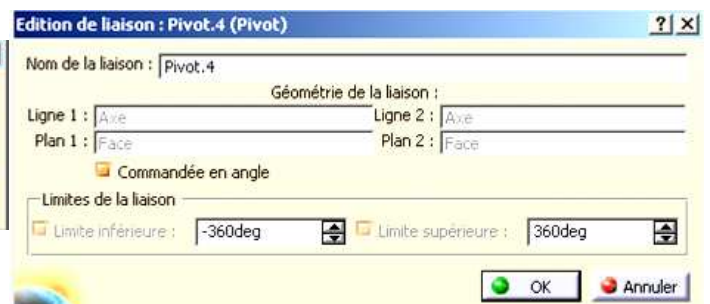 Edition de liaison : Pivot.4 (Pivot)
Nom de la liaison : Pivot.4
Géométrie de la liaison :
Ligne 1 : Axe Ligne 2 : Axe
Plan 1 : Face Plan 2 : Face
Commandée en angle
Limites de la liaison
Limite inférieure : -360deg Limite supérieure : 360deg
OK Annuler